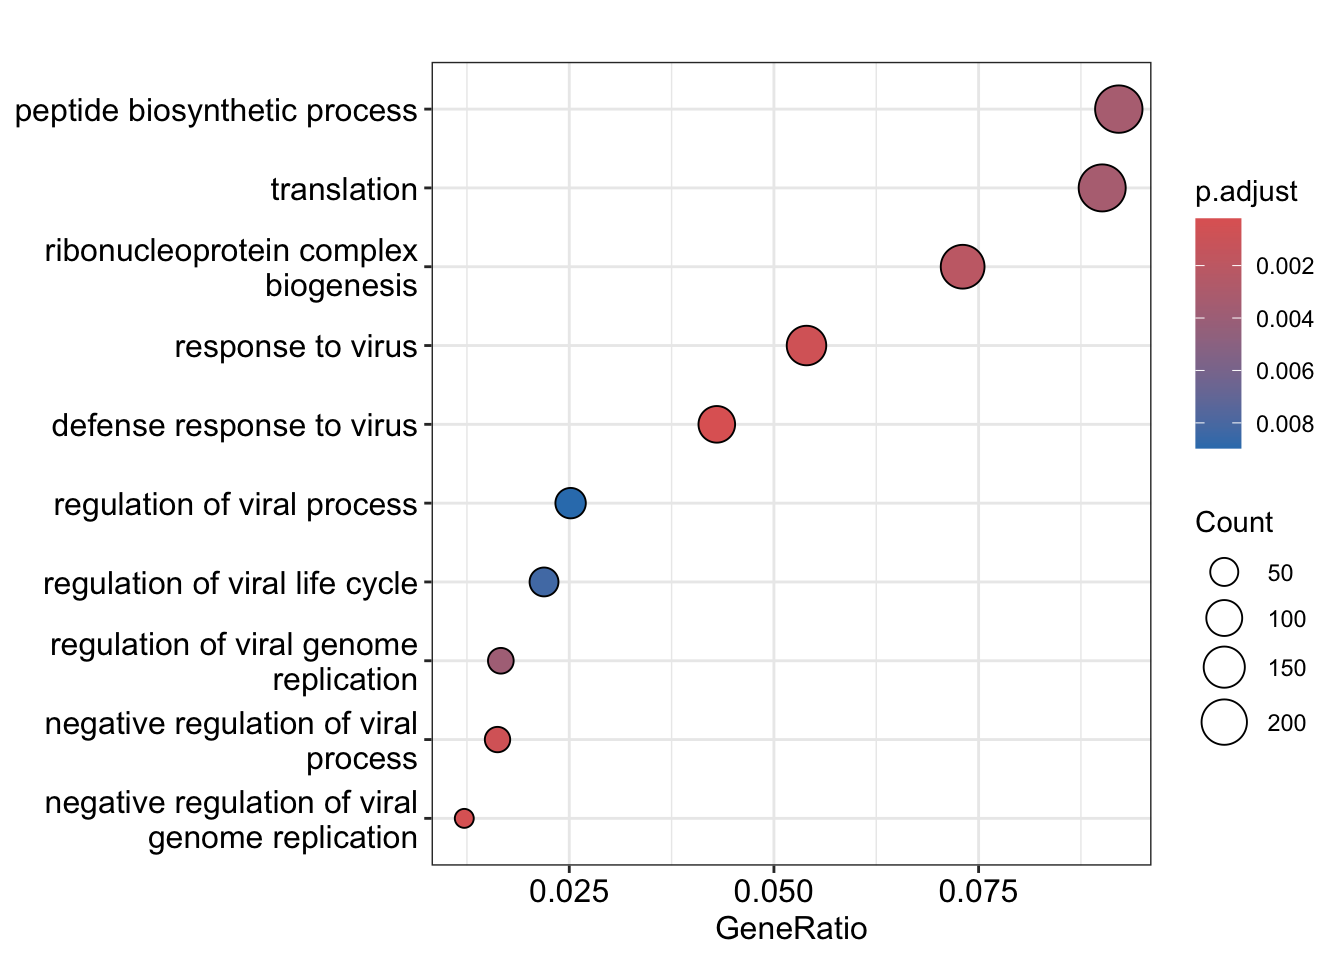 peptide biosynthetic process
translation
ribonucleoprotein complex
biogenesis
response to virus
defense response to virus
regulation of viral process
regulation of viral life cycle
regulation of viral genome
replication
negative regulation of viral
process
negative regulation of viral
genome replication
0.025
0.050
0.075
GeneRatio
p.adjust
0.002
0.004
0.006
0.008
Count
50
100
150
200